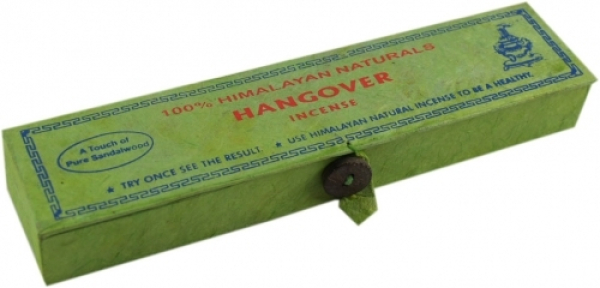 100% HIMALAYAN NATURALS
HANGOVER
INCENSE
A Touch of
Pure Sandalwood
★ TRY ONCE SEE THE RESULT. ★ USE HIMALAYAN NATURAL INCENSE TO BE A HEALTHY.